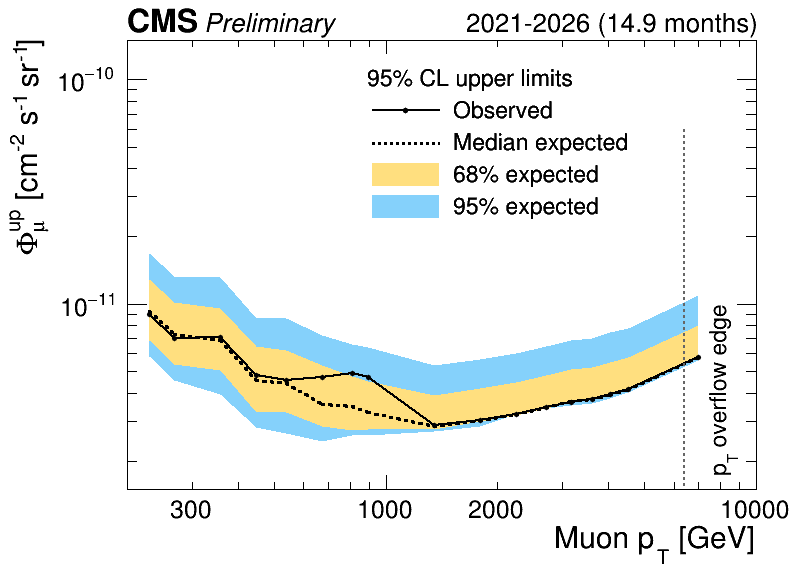 CMS Preliminary 2021-2026 (14.9 months)
Φ_μ^up [cm^-2 s^-1 sr^-1]
10^−10
10^−11
95% CL upper limits
Observed
Median expected
68% expected
95% expected
p_T overflow edge
300 1000 2000 10000
Muon p_T [GeV]